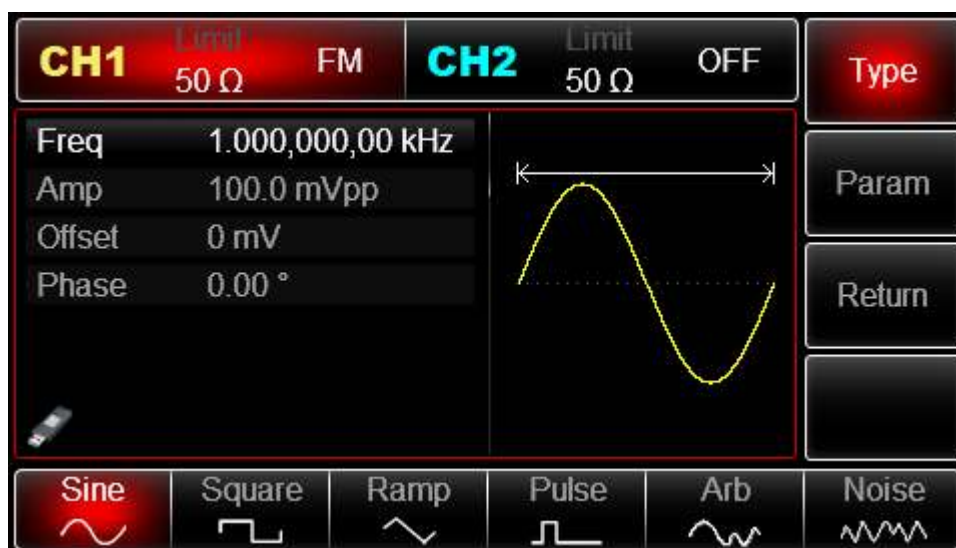 CH1 Limit 50 Ω FM
CH2 Limit 50 Ω OFF
Type
Freq 1.000,000,00 kHz
Amp 100.0 mVpp
Offset 0 mV
Phase 0.00 °
Param
Return
Sine
Square
Ramp
Pulse
Arb
Noise